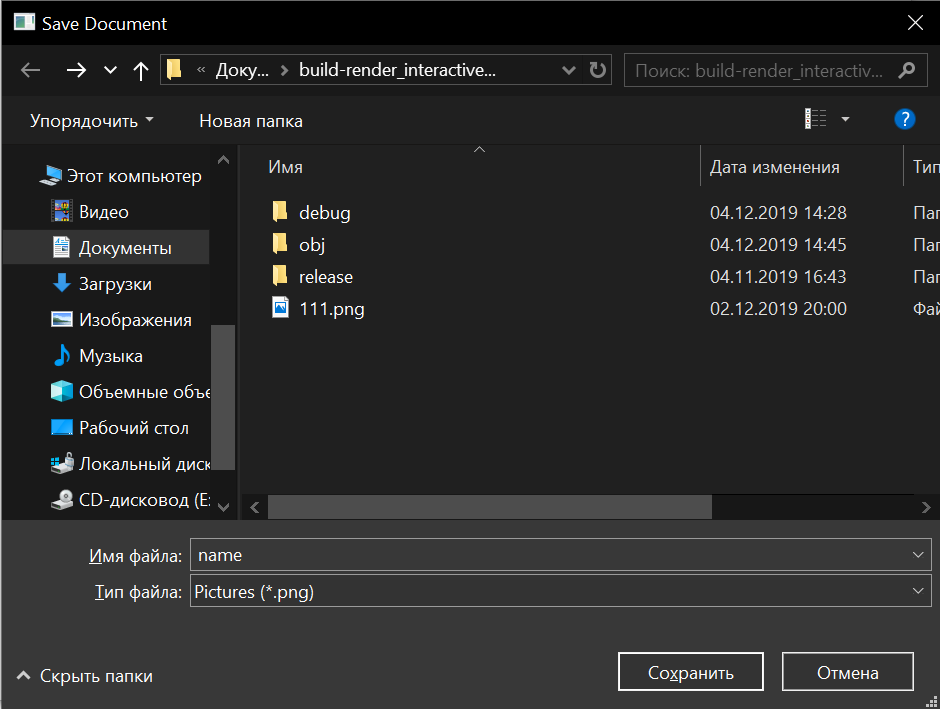 Save Document
« Доку... build-render_interactive...
Поиск: build-render_interactiv...
Упорядочить Новая папка
Этот компьютер
Видео
Документы
Загрузки
Изображения
Музыка
Объемные объе
Рабочий стол
Локальный диск
CD-дисковод (E:
Имя Дата изменения Тип
debug 04.12.2019 14:28 Пап
obj 04.12.2019 14:45 Пап
release 04.11.2019 16:43 Пап
111.png 02.12.2019 20:00 Фай
Имя файла: name
Тип файла: Pictures (*.png)
Скрыть папки
Сохранить Отмена